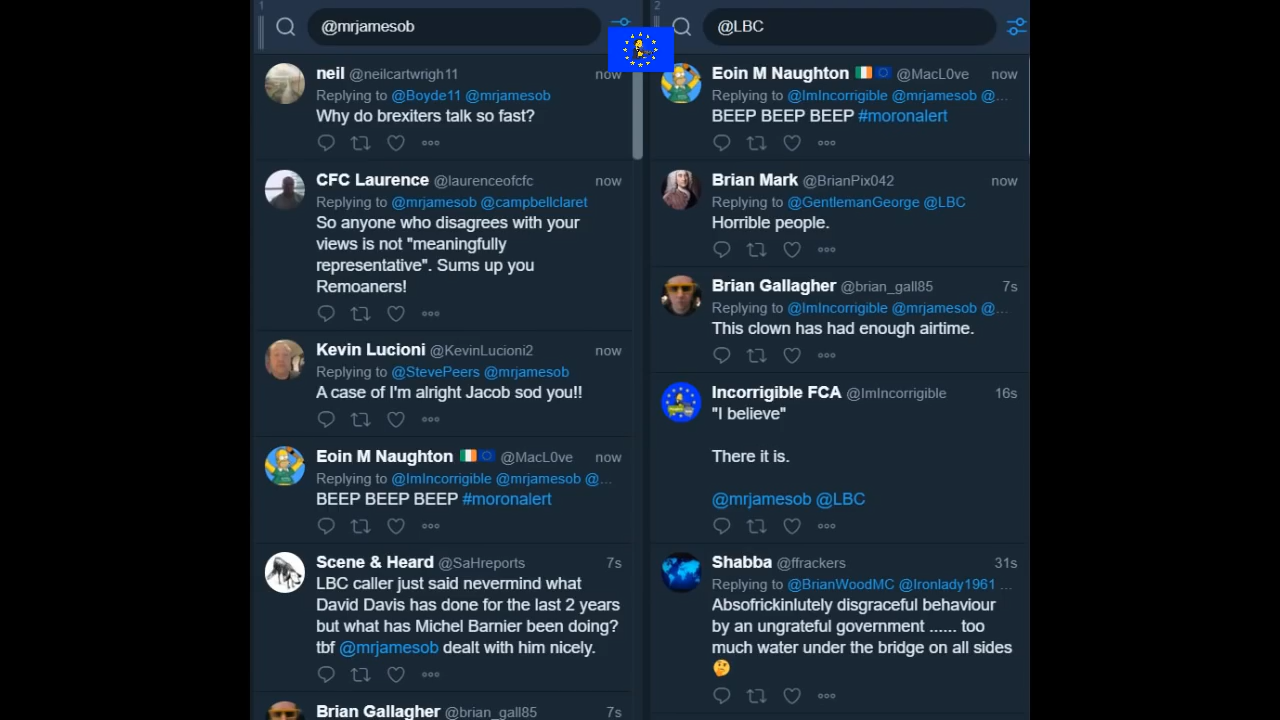 1
@mrjamesob
neil @neilcartwrigh11 now
Replying to @Boyde11 @mrjamesob
Why do brexiters talk so fast?
CFC Laurence @laurenceofcfc now
Replying to @mrjamesob @campbellclaret
So anyone who disagrees with your
views is not "meaningfully
representative". Sums up you
Remoaners!
Kevin Lucioni @KevinLucioni2 now
Replying to @StevePeers @mrjamesob
A case of I'm alright Jacob sod you!!
Eoin M Naughton 🇮🇪🇪🇺 @MacL0ve now
Replying to @ImIncorrigible @mrjamesob @...
BEEP BEEP BEEP #moronalert
Scene & Heard @SaHreports 7s
LBC caller just said nevermind what
David Davis has done for the last 2 years
but what has Michel Barnier been doing?
tbf @mrjamesob dealt with him nicely.
Brian Gallagher @brian_gall85 7s
2
@LBC
Eoin M Naughton 🇮🇪🇪🇺 @MacL0ve now
Replying to @ImIncorrigible @mrjamesob @...
BEEP BEEP BEEP #moronalert
Brian Mark @BrianPix042 now
Replying to @GentlemanGeorge @LBC
Horrible people.
Brian Gallagher @brian_gall85 7s
Replying to @ImIncorrigible @mrjamesob @...
This clown has had enough airtime.
Incorrigible FCA @ImIncorrigible 16s
"I believe"
There it is.
@mrjamesob @LBC
Shabba @ffrackers 31s
Replying to @BrianWoodMC @Ironlady1961 ...
Absofrickinlutely disgraceful behaviour
by an ungrateful government ...... too
much water under the bridge on all sides
🤔